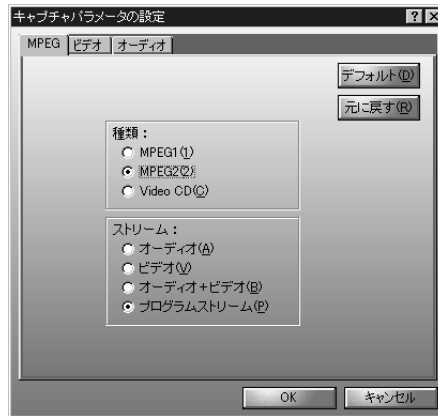 キャプチャパラメータの設定
MPEG ビデオ オーディオ
デフォルト(D)
元に戻す(R)
種類：
MPEG1(1)
MPEG2(2)
Video CD(C)
ストリーム：
オーディオ(A)
ビデオ(V)
オーディオ+ビデオ(B)
プログラムストリーム(P)
OK キャンセル